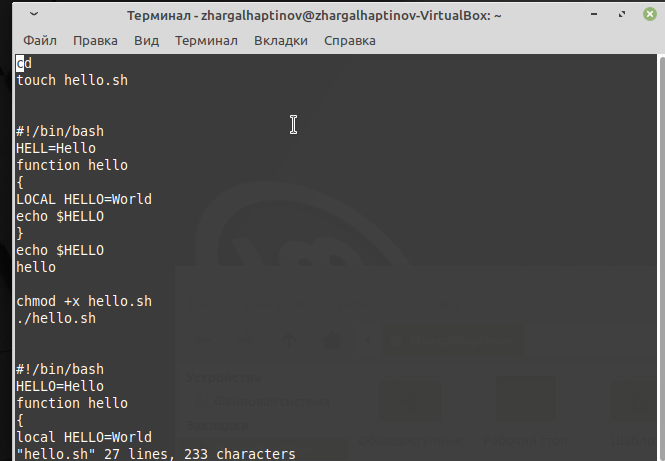 Терминал - zhargalhaptinov@zhargalhaptinov-VirtualBox: ~
Файл Правка Вид Терминал Вкладки Справка
cd
touch hello.sh
#!/bin/bash
HELL=Hello
function hello
{
LOCAL HELLO=World
echo $HELLO
}
echo $HELLO
hello
chmod +x hello.sh
./hello.sh
#!/bin/bash
HELLO=Hello
function hello
{
local HELLO=World
"hello.sh" 27 lines, 233 characters